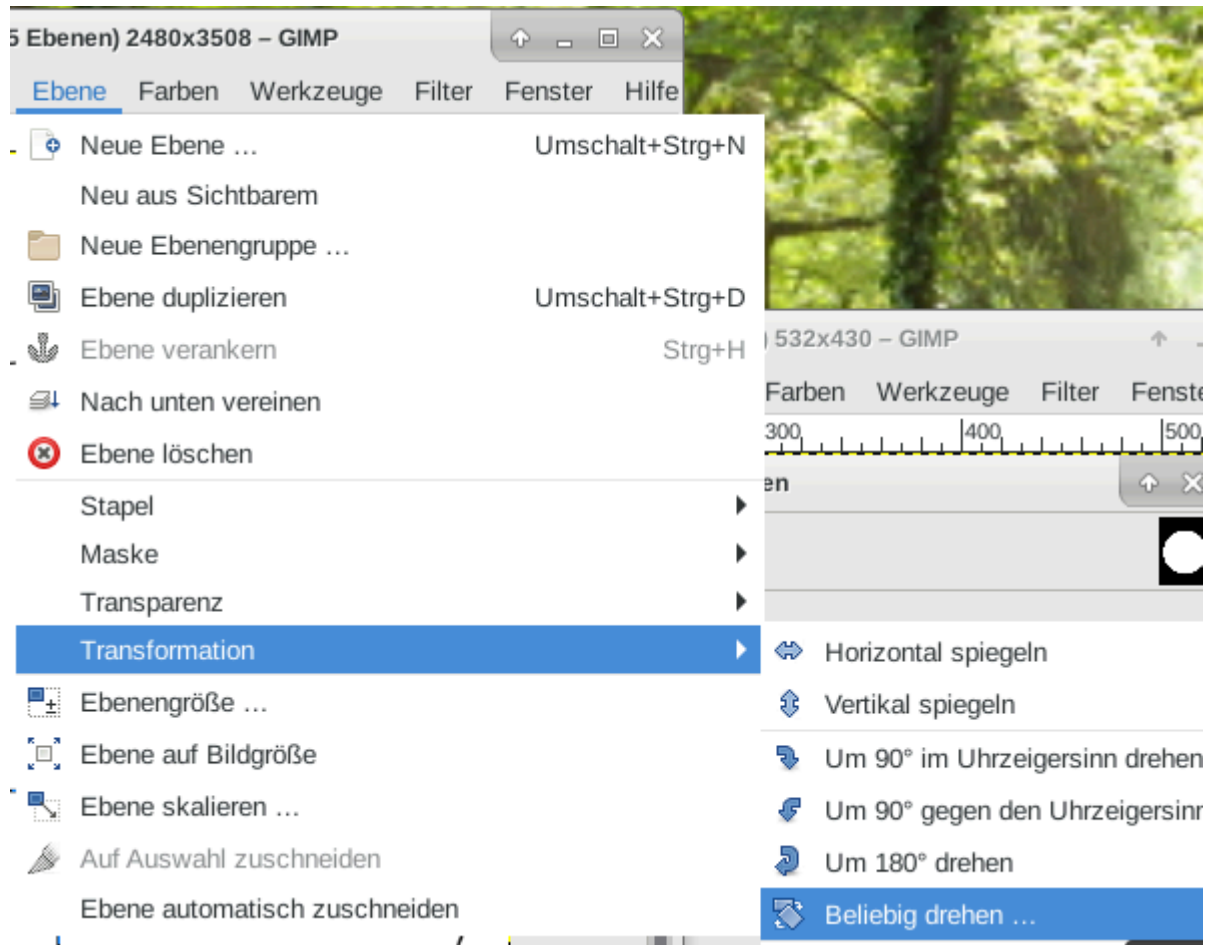 5 Ebenen) 2480x3508 – GIMP
Ebene Farben Werkzeuge Filter Fenster Hilfe
Neue Ebene … Umschalt+Strg+N
Neu aus Sichtbarem
Neue Ebenengruppe …
Ebene duplizieren Umschalt+Strg+D
Ebene verankern Strg+H
Nach unten vereinen
Ebene löschen
Stapel
Maske
Transparenz
Transformation
Ebenengröße …
Ebene auf Bildgröße
Ebene skalieren …
Auf Auswahl zuschneiden
Ebene automatisch zuschneiden
) 532x430 – GIMP
Farben Werkzeuge Filter Fenste
300 400 500
en
Horizontal spiegeln
Vertikal spiegeln
Um 90° im Uhrzeigersinn drehen
Um 90° gegen den Uhrzeigersinn
Um 180° drehen
Beliebig drehen …